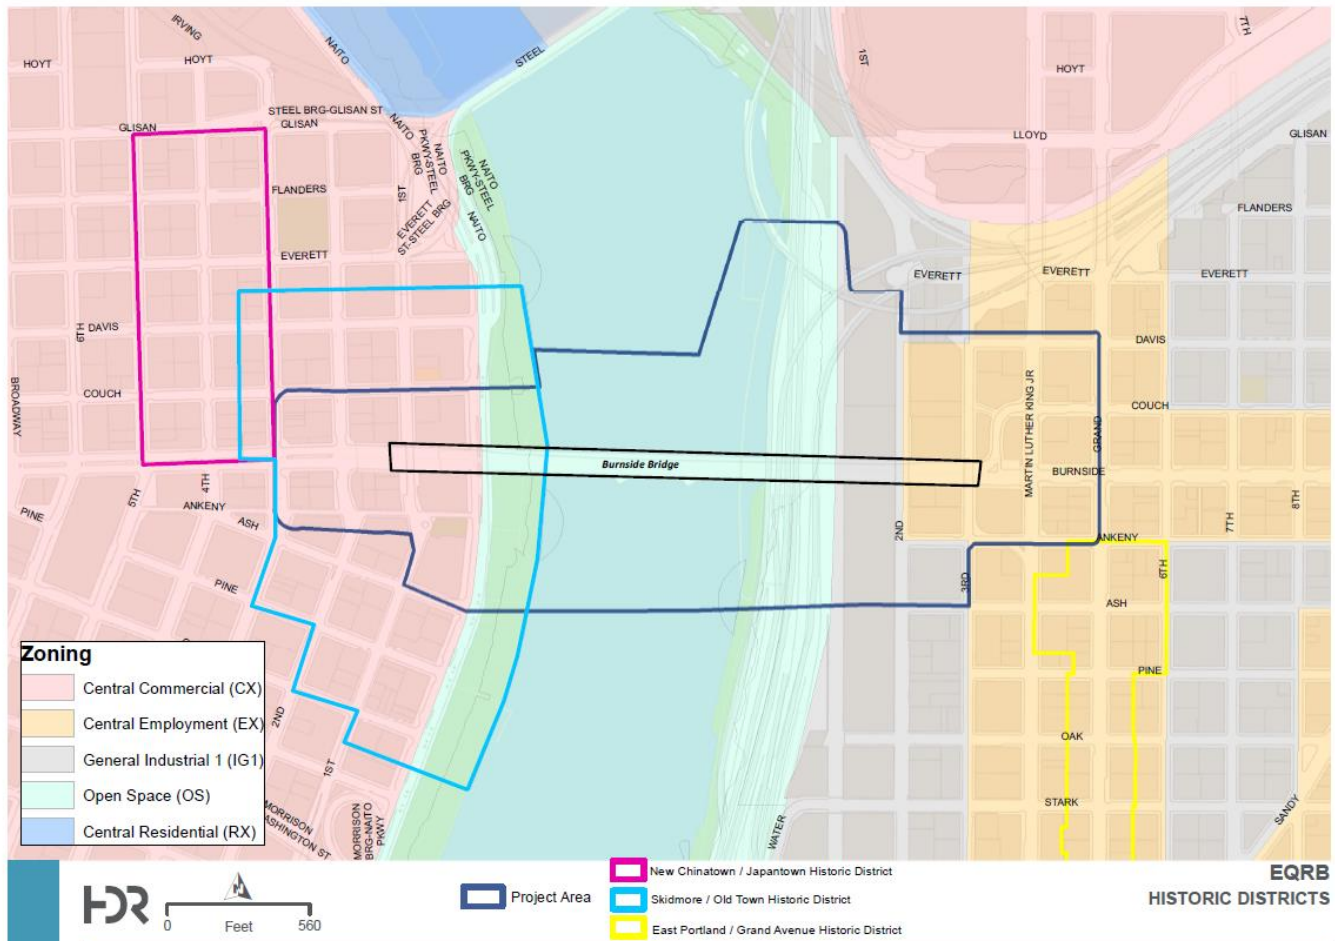 IRVING
NAITO
STEEL
7TH
HOYT
HOYT
1ST
HOYT
STEEL BRG-GLISAN ST
GLISAN
GLISAN
NAITO
LLOYD
GLISAN
NAITO
PKWY-STEEL
BRG
NAITO
PKWY-STEEL
BRG
FLANDERS
1ST
EVERETT
ST-STEEL BRG
NAITO
FLANDERS
EVERETT
EVERETT
EVERETT
EVERETT
6TH
DAVIS
DAVIS
BROADWAY
COUCH
MARTIN LUTHER KING JR
COUCH
GRAND
Burnside Bridge
BURNSIDE
5TH
4TH
ANKENY
ASH
PINE
2ND
7TH
8TH
ANKENY
PINE
3RD
6TH
ASH
PINE
Zoning
Central Commercial (CX)
Central Employment (EX)
General Industrial 1 (IG1)
Open Space (OS)
Central Residential (RX)
2ND
1ST
OAK
STARK
SANDY
WATER
MORRISON
ASHINGTON ST
MORRISON
BRG-NAITO
PKWY
HDR
N
0 Feet 560
Project Area
New Chinatown / Japantown Historic District
Skidmore / Old Town Historic District
East Portland / Grand Avenue Historic District
EQRB
HISTORIC DISTRICTS